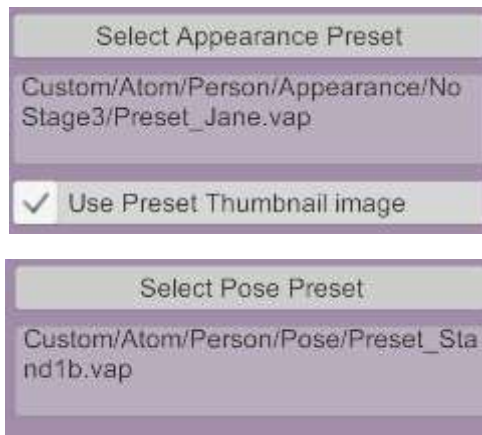 Select Appearance Preset
Custom/Atom/Person/Appearance/No
Stage3/Preset_Jane.vap
Use Preset Thumbnail image
Select Pose Preset
Custom/Atom/Person/Pose/Preset_Sta
nd1b.vap